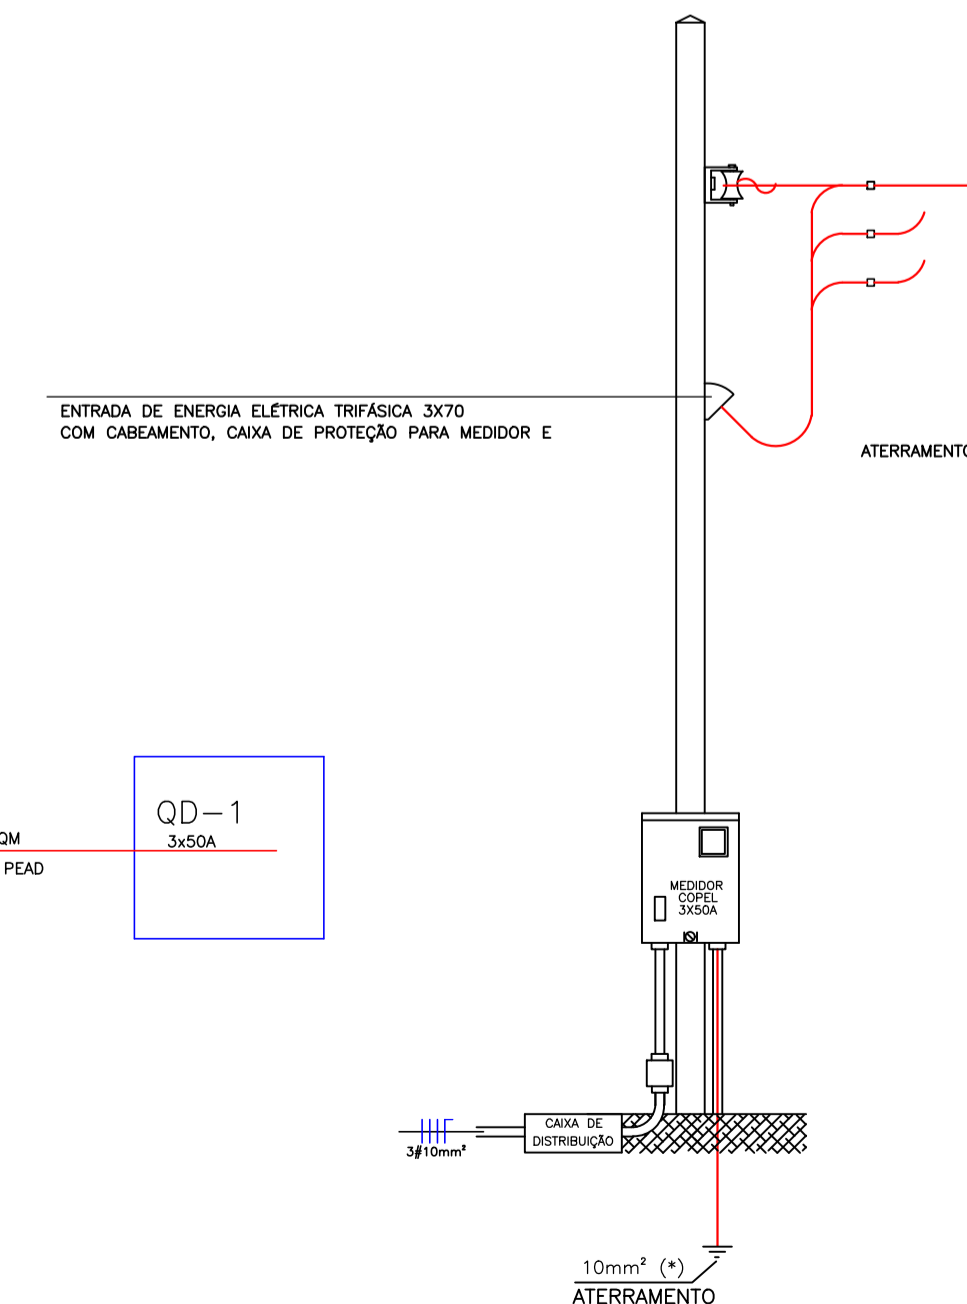 ENTRADA DE ENERGIA ELÉTRICA TRIFÁSICA 3X70
COM CABEAMENTO, CAIXA DE PROTEÇÃO PARA MEDIDOR E
ATERRAMENTO
QD-1
3x50A
QM
PEAD
MEDIDOR
COPEL
3X50A
CAIXA DE
DISTRIBUIÇÃO
3#10mm²
10mm² (*)
ATERRAMENTO